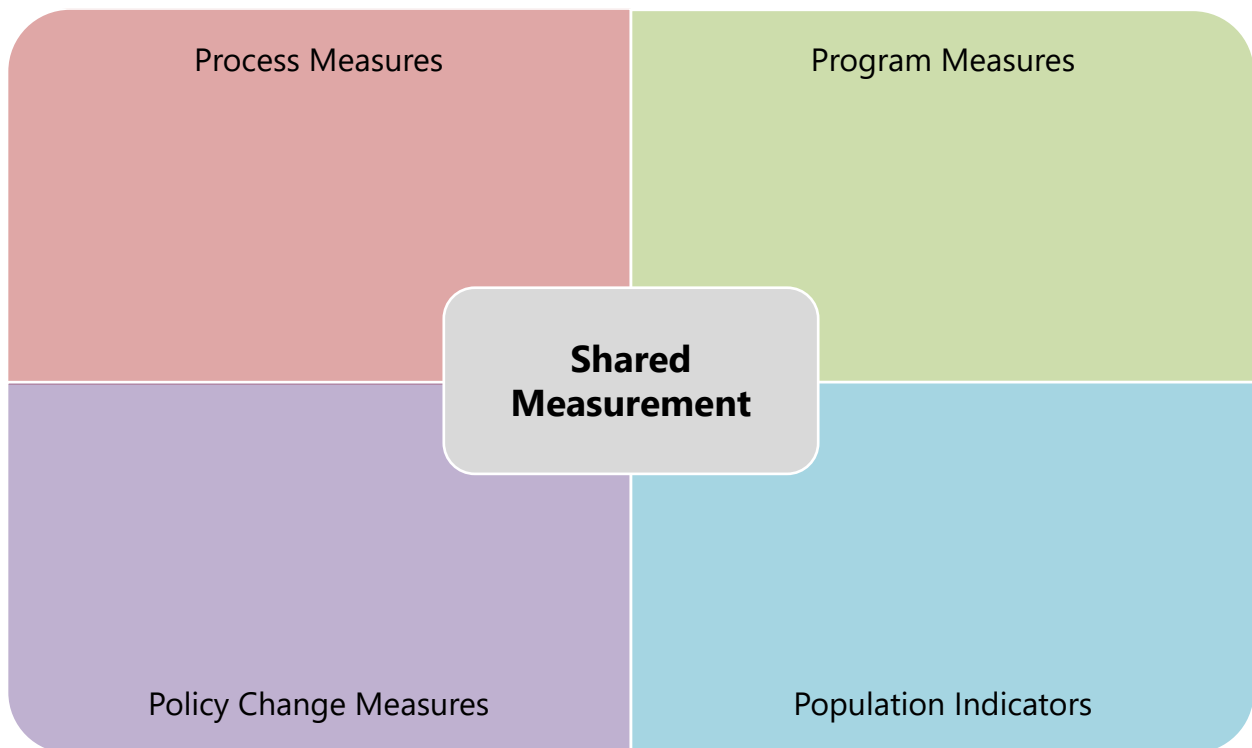 Process Measures
Program Measures
Shared
Measurement
Policy Change Measures
Population Indicators